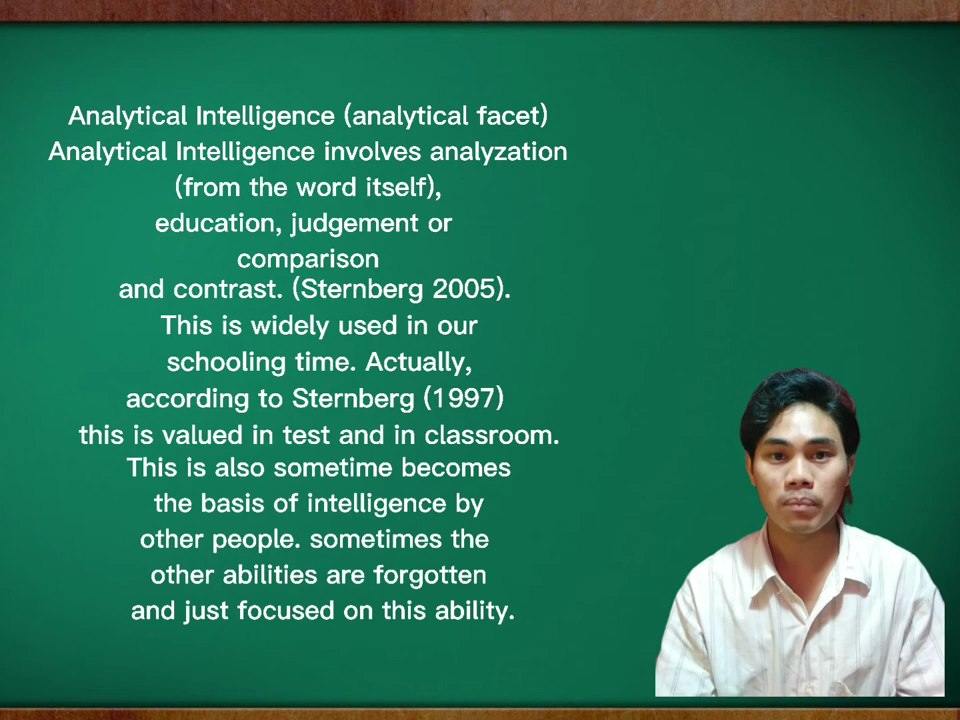 Analytical Intelligence (analytical facet)
Analytical Intelligence involves analyzation
(from the word itself),
education, judgement or
comparison
and contrast. (Sternberg 2005).
This is widely used in our
schooling time. Actually,
according to Sternberg (1997)
this is valued in test and in classroom.
This is also sometime becomes
the basis of intelligence by
other people. sometimes the
other abilities are forgotten
and just focused on this ability.